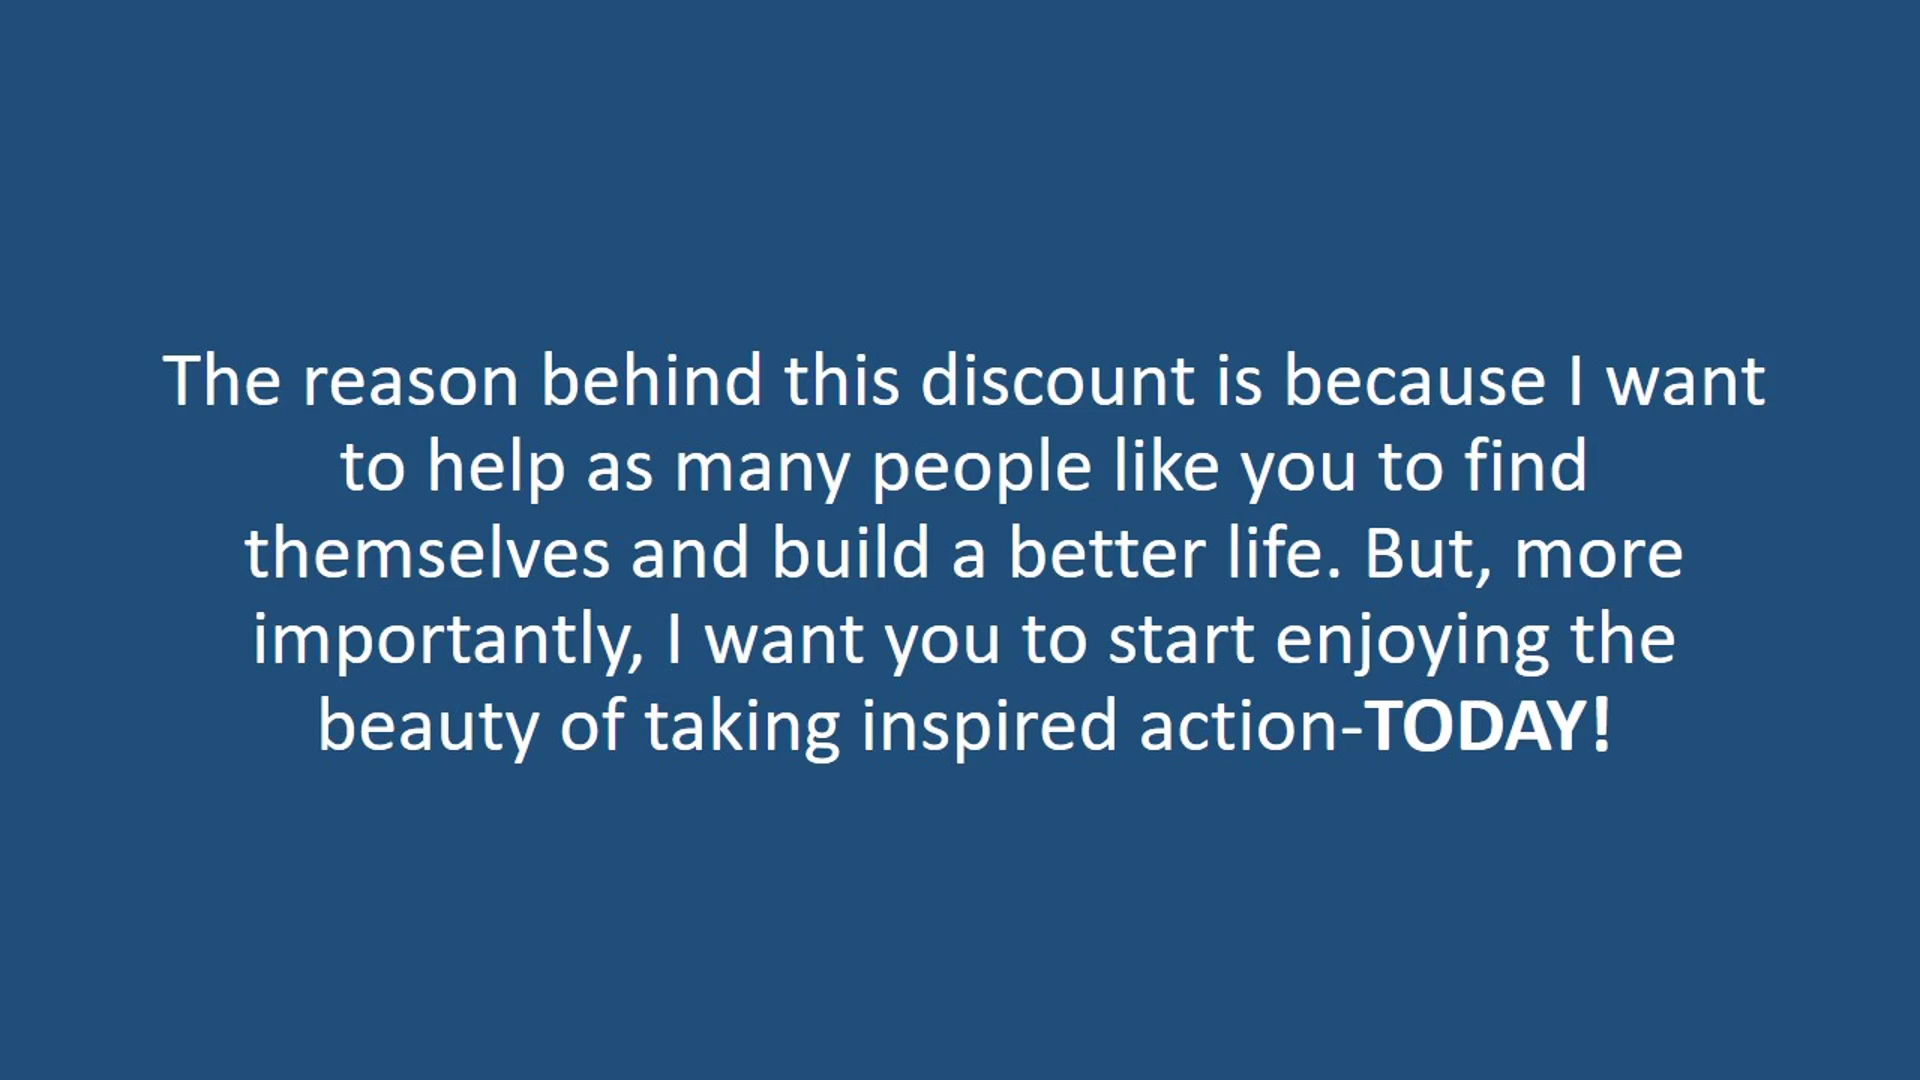 The reason behind this discount is because I want
to help as many people like you to find
themselves and build a better life. But, more
importantly, I want you to start enjoying the
beauty of taking inspired action-TODAY!